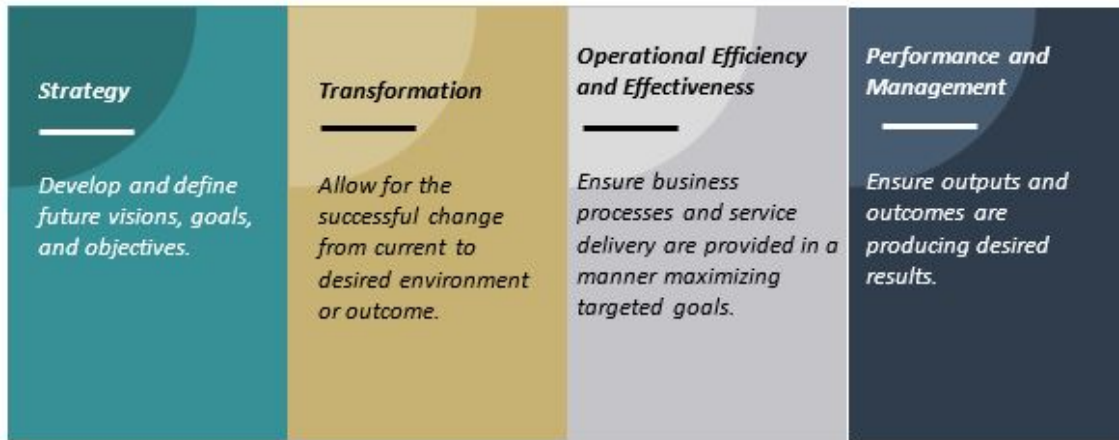 Strategy
Develop and define
future visions, goals,
and objectives.
Transformation
Allow for the
successful change
from current to
desired environment
or outcome.
Operational Efficiency
and Effectiveness
Ensure business
processes and service
delivery are provided in a
manner maximizing
targeted goals.
Performance and
Management
Ensure outputs and
outcomes are
producing desired
results.